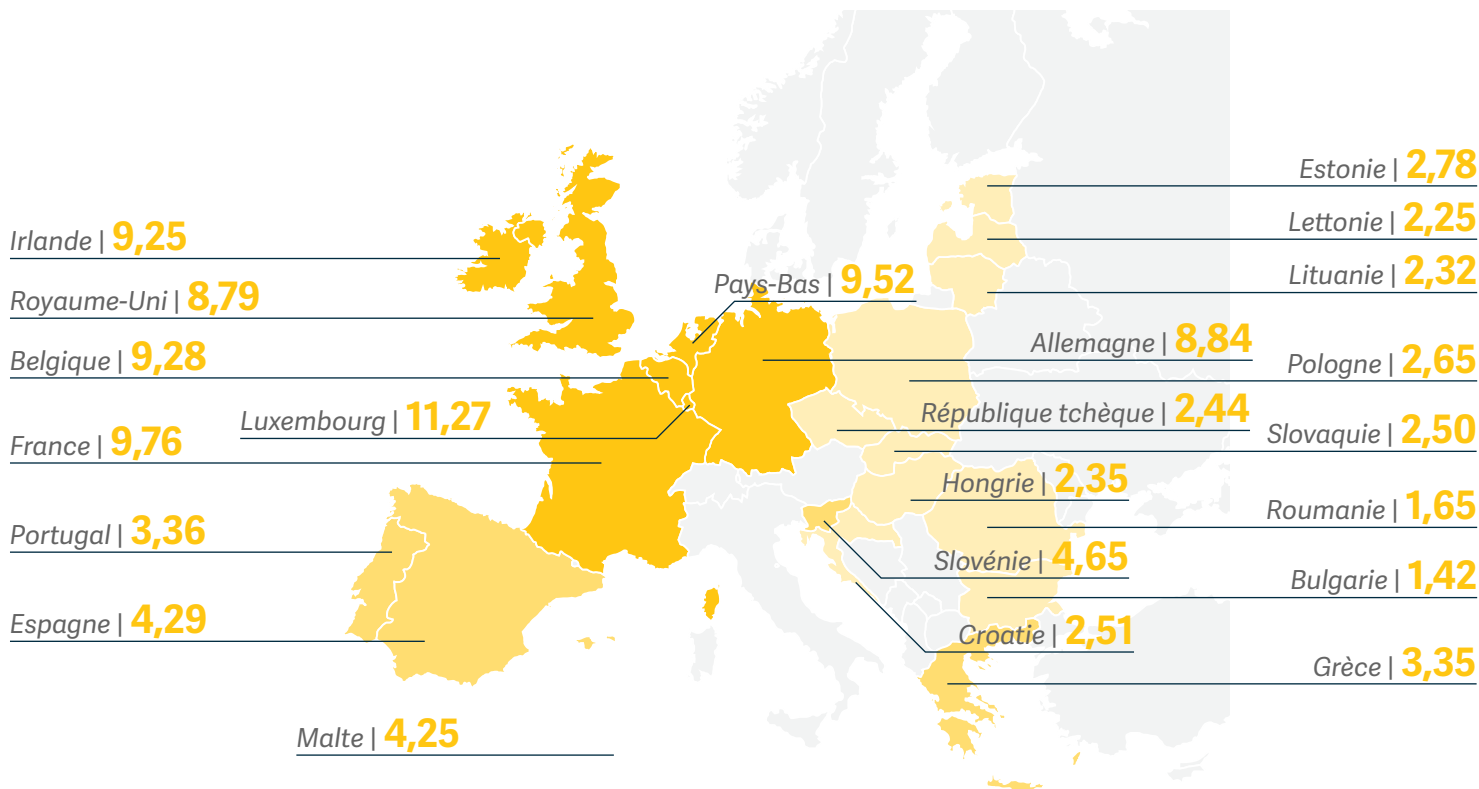 Irlande | 9,25
Royaume-Uni | 8,79
Belgique | 9,28
Luxembourg | 11,27
France | 9,76
Portugal | 3,36
Espagne | 4,29
Malte | 4,25
Pays-Bas | 9,52
Allemagne | 8,84
République tchèque | 2,44
Hongrie | 2,35
Slovénie | 4,65
Croatie | 2,51
Estonie | 2,78
Lettonie | 2,25
Lituanie | 2,32
Pologne | 2,65
Slovaquie | 2,50
Roumanie | 1,65
Bulgarie | 1,42
Grèce | 3,35